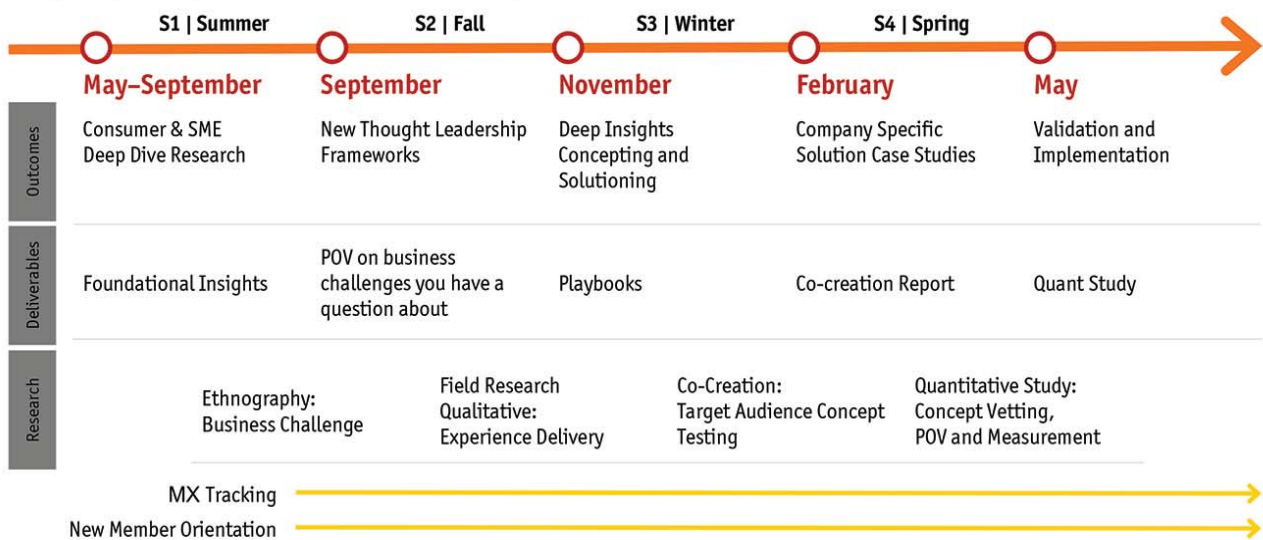 S1 | Summer
S2 | Fall
S3 | Winter
S4 | Spring
May–September
September
November
February
May
Outcomes
Consumer & SME
Deep Dive Research
New Thought Leadership
Frameworks
Deep Insights
Concepting and
Solutioning
Company Specific
Solution Case Studies
Validation and
Implementation
Deliverables
Foundational Insights
POV on business
challenges you have a
question about
Playbooks
Co-creation Report
Quant Study
Research
Ethnography:
Business Challenge
Field Research
Qualitative:
Experience Delivery
Co-Creation:
Target Audience Concept
Testing
Quantitative Study:
Concept Vetting,
POV and Measurement
MX Tracking
New Member Orientation